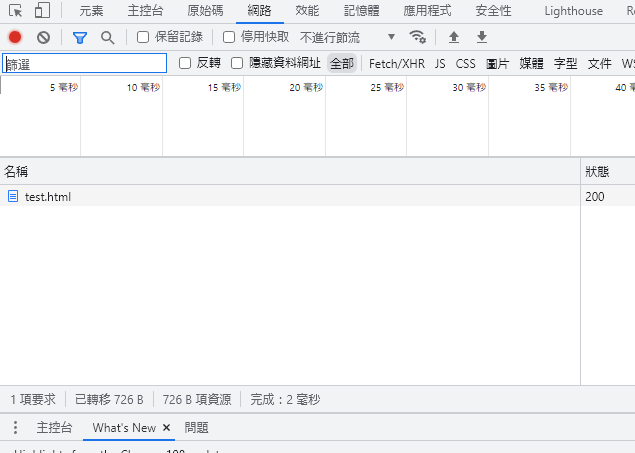 元素 主控台 原始碼 網路 效能 記憶體 應用程式 安全性 Lighthouse
保留記錄 停用快取 不進行節流
篩選 反轉 隱藏資料網址 全部 Fetch/XHR JS CSS 圖片 媒體 字型 文件
5 毫秒 10 毫秒 15 毫秒 20 毫秒 25 毫秒 30 毫秒 35 毫秒 40
名稱 狀態
test.html 200
1 項要求 已轉移 726 B 726 B 項資源 完成：2 毫秒
主控台 What's New 問題